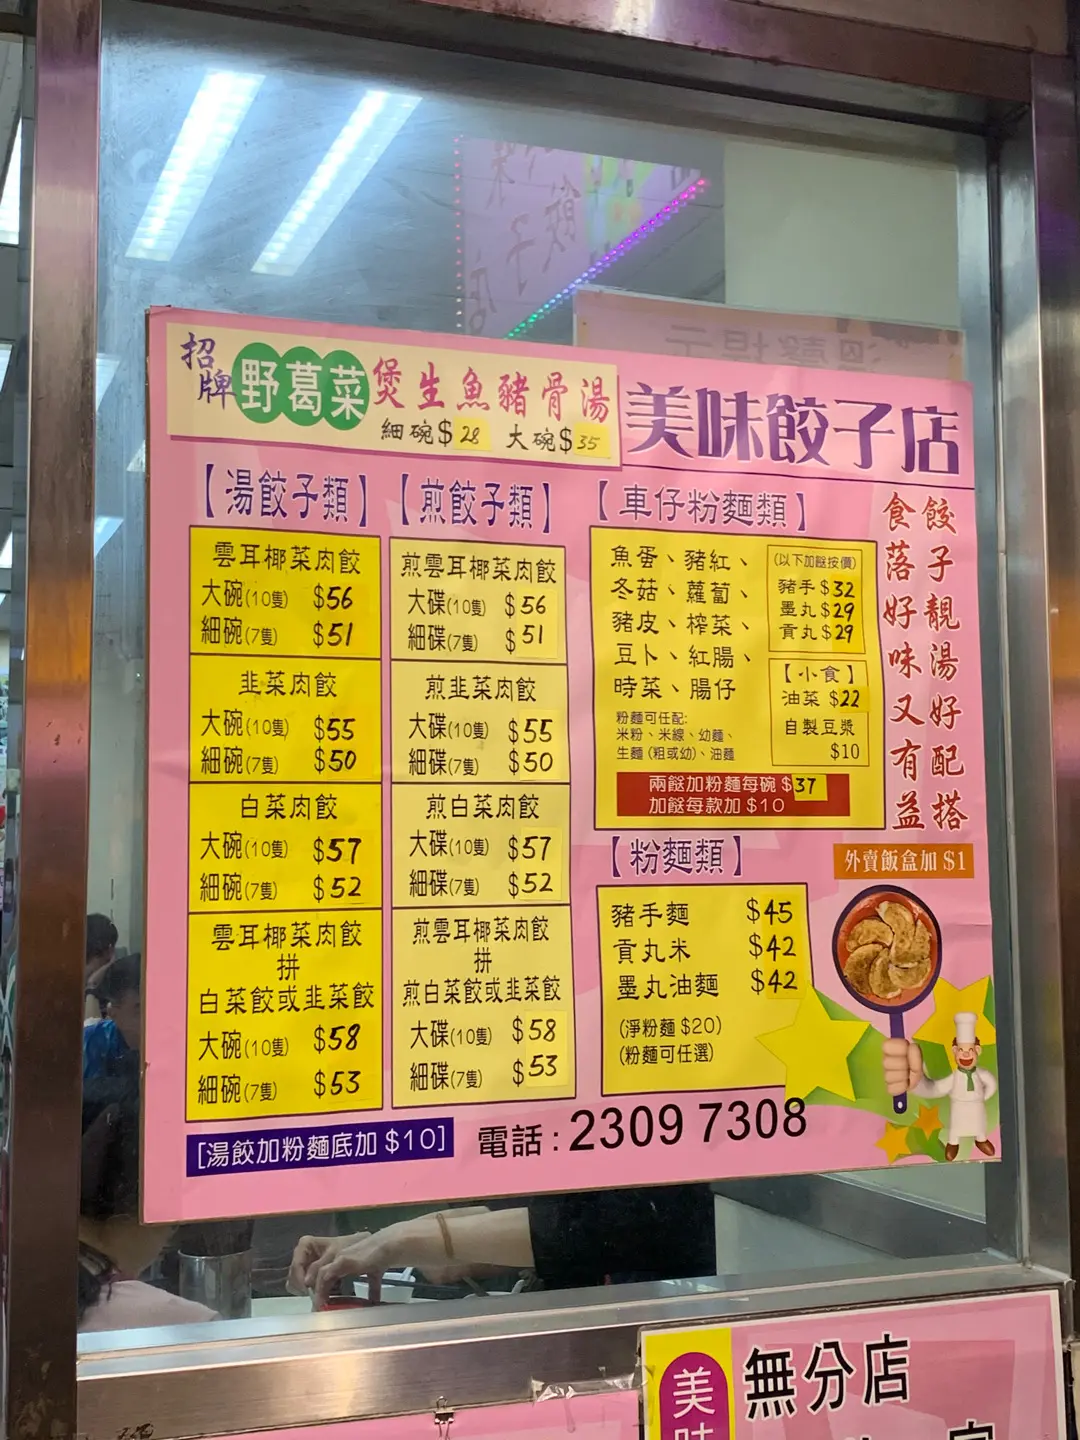 招牌野葛菜煲生魚豬骨湯
細碗$28 大碗$35
美味餃子店
【湯餃子類】
雲耳椰菜肉餃
大碗(10隻) $56
細碗(7隻) $51
韭菜肉餃
大碗(10隻) $55
細碗(7隻) $50
白菜肉餃
大碗(10隻) $57
細碗(7隻) $52
雲耳椰菜肉餃
拼
白菜餃或韭菜餃
大碗(10隻) $58
細碗(7隻) $53
[湯餃加粉麵底加 $10]
【煎餃子類】
煎雲耳椰菜肉餃
大碟(10隻) $56
細碟(7隻) $51
煎韭菜肉餃
大碟(10隻) $55
細碟(7隻) $50
煎白菜肉餃
大碟(10隻) $57
細碟(7隻) $52
煎雲耳椰菜肉餃
拼
煎白菜餃或韭菜餃
大碟(10隻) $58
細碟(7隻) $53
【車仔粉麵類】
魚蛋、豬紅、
冬菇、蘿蔔、
豬皮、榨菜、
豆卜、紅腸、
時菜、腸仔
粉麵可任配:
米粉、米線、幼麵、
生麵(粗或幼)、油麵
(以下加餸按價)
豬手$32
墨丸$29
貢丸$29
【小食】
油菜 $22
自製豆漿
$10
兩餸加粉麵每碗 $37
加餸每款加 $10
【粉麵類】
豬手麵 $45
貢丸米 $42
墨丸油麵 $42
(淨粉麵 $20)
(粉麵可任選)
餃子靚湯好配搭
食落好味又有益
外賣飯盒加 $1
電話:2309 7308
美味
無分店